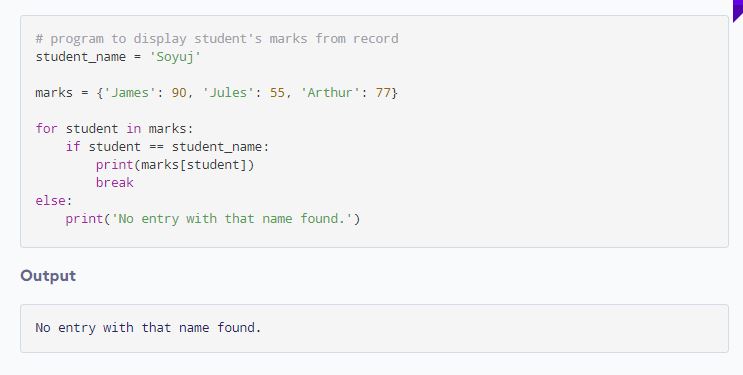 # program to display student's marks from record
student_name = 'Soyuj'
marks = {'James': 90, 'Jules': 55, 'Arthur': 77}
for student in marks:
    if student == student_name:
        print(marks[student])
        break
else:
    print('No entry with that name found.')
Output
No entry with that name found.